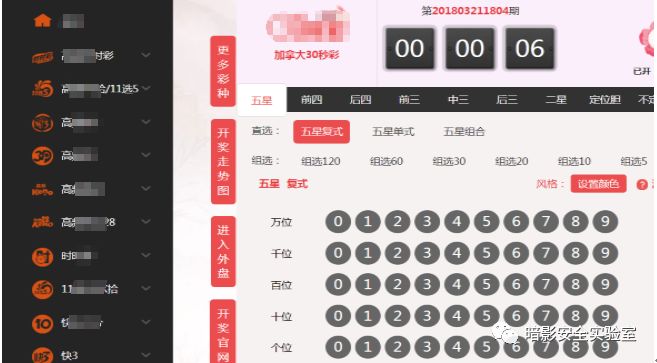 第201803211804期
加拿大30秒彩
00 00 06
已开
更多彩种
开奖走势图
进入外盘
开奖官网
时彩
/11选5
28
11
拾
快3
五星 前四 后四 前三 中三 后三 二星 定位胆
直选： 五星复式 五星单式 五星组合
组选： 组选120 组选60 组选30 组选20 组选10 组选5
五星 复式 风格： 设置颜色 ?
万位 0 1 2 3 4 5 6 7 8 9
千位 0 1 2 3 4 5 6 7 8 9
百位 0 1 2 3 4 5 6 7 8 9
十位 0 1 2 3 4 5 6 7 8 9
个位 0 1 2 3 4 5 6 7 8 9
暗影安全实验室